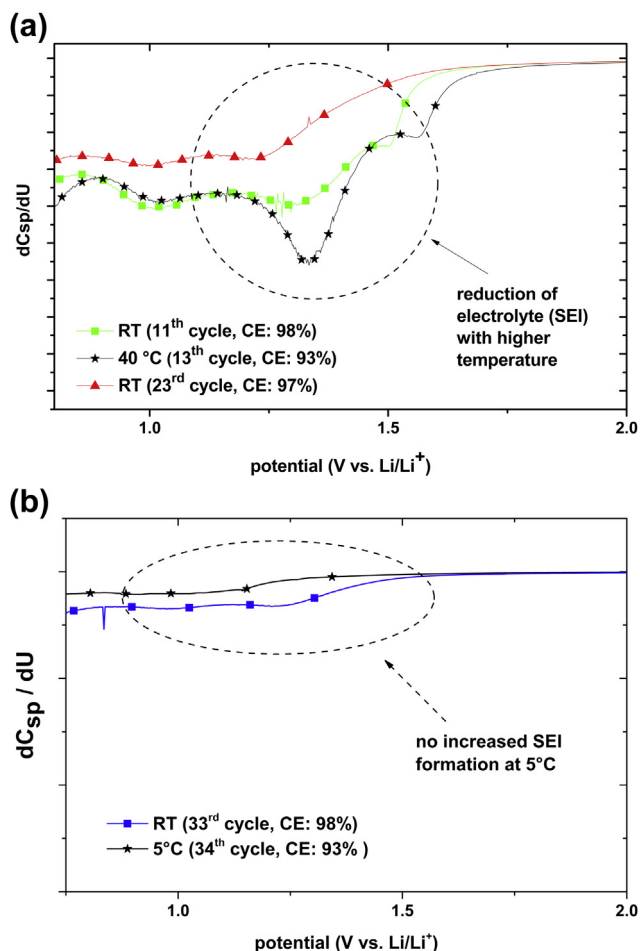 (a)
dCsp/dU
reduction of
electrolyte (SEI)
with higher
temperature
RT (11th cycle, CE: 98%)
40 °C (13th cycle, CE: 93%)
RT (23rd cycle, CE: 97%)
1.0 1.5 2.0
potential (V vs. Li/Li+)
(b)
dCsp / dU
no increased SEI
formation at 5°C
RT (33rd cycle, CE: 98%)
5°C (34th cycle, CE: 93% )
1.0 1.5 2.0
potential (V vs. Li/Li+)